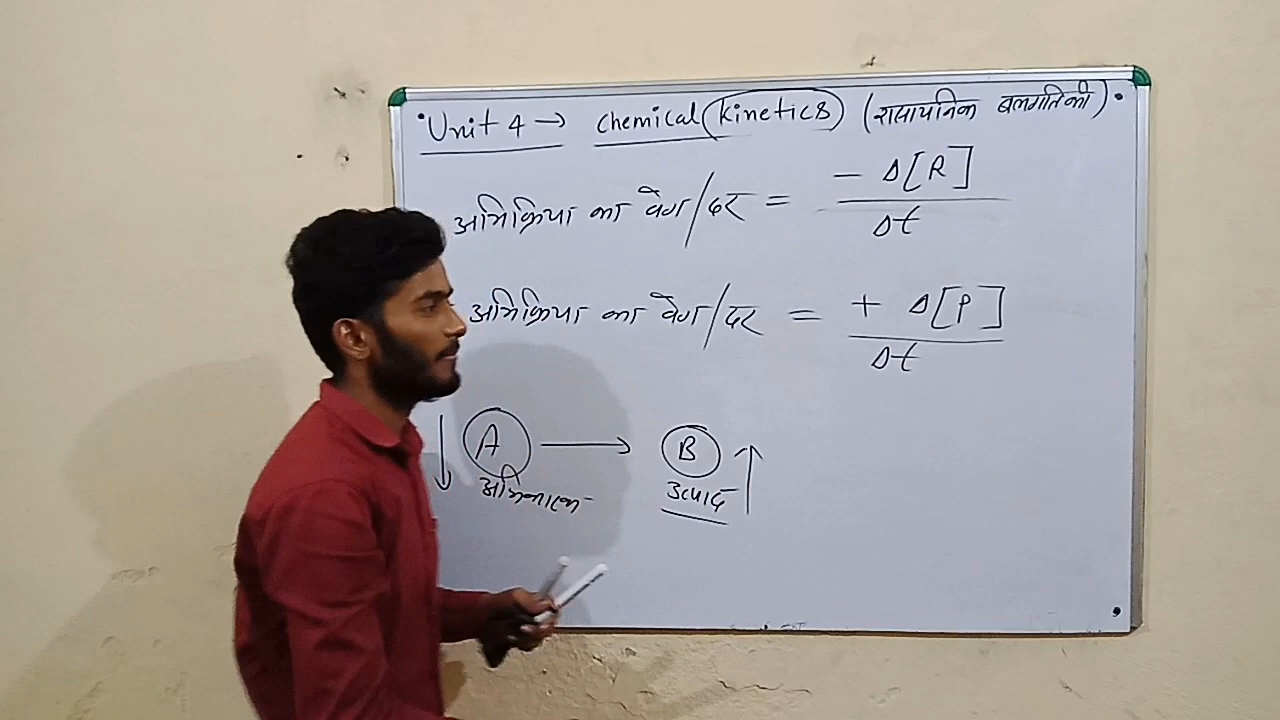 Unit 4 → Chemical kinetics (रासायनिक बलगतिकी)
अभिक्रिया का वेग/दर = - Δ[R] / Δt
अभिक्रिया का वेग/दर = + Δ[P] / Δt
↓ A → B ↑
अभिकारक उत्पाद